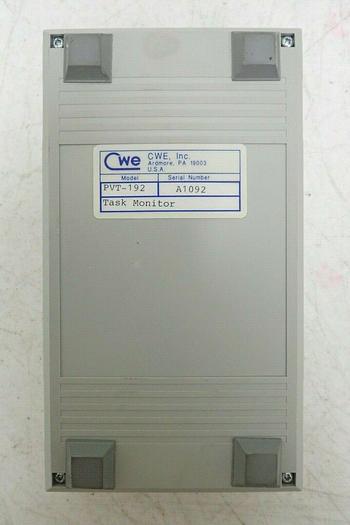 Cwe CWE, Inc.
Ardmore, PA 19003
U.S.A.
Model Serial Number
PVT-192 A1092
Task Monitor